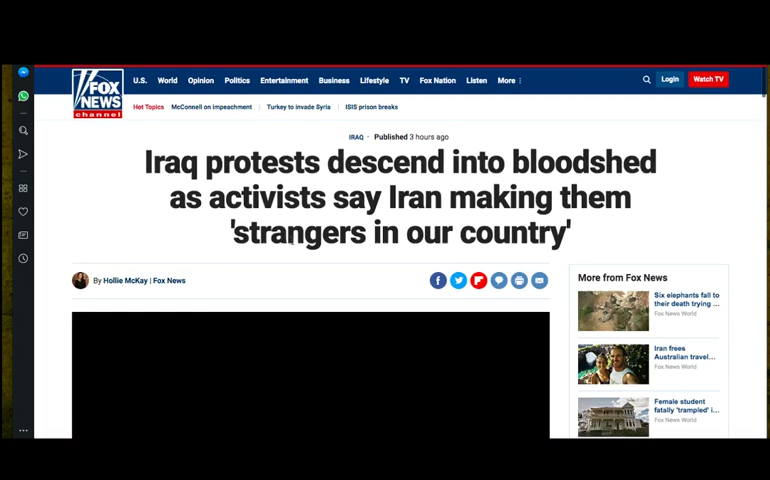 FOX
NEWS
channel
U.S. World Opinion Politics Entertainment Business Lifestyle TV Fox Nation Listen More
Login
Watch TV
Hot Topics McConnell on impeachment Turkey to invade Syria ISIS prison breaks
IRAQ · Published 3 hours ago
Iraq protests descend into bloodshed
as activists say Iran making them
'strangers in our country'
By Hollie McKay | Fox News
More from Fox News
Six elephants fall to
their death trying ...
Fox News World
Iran frees
Australian travel...
Fox News World
Female student
fatally 'trampled' i...
Fox News World